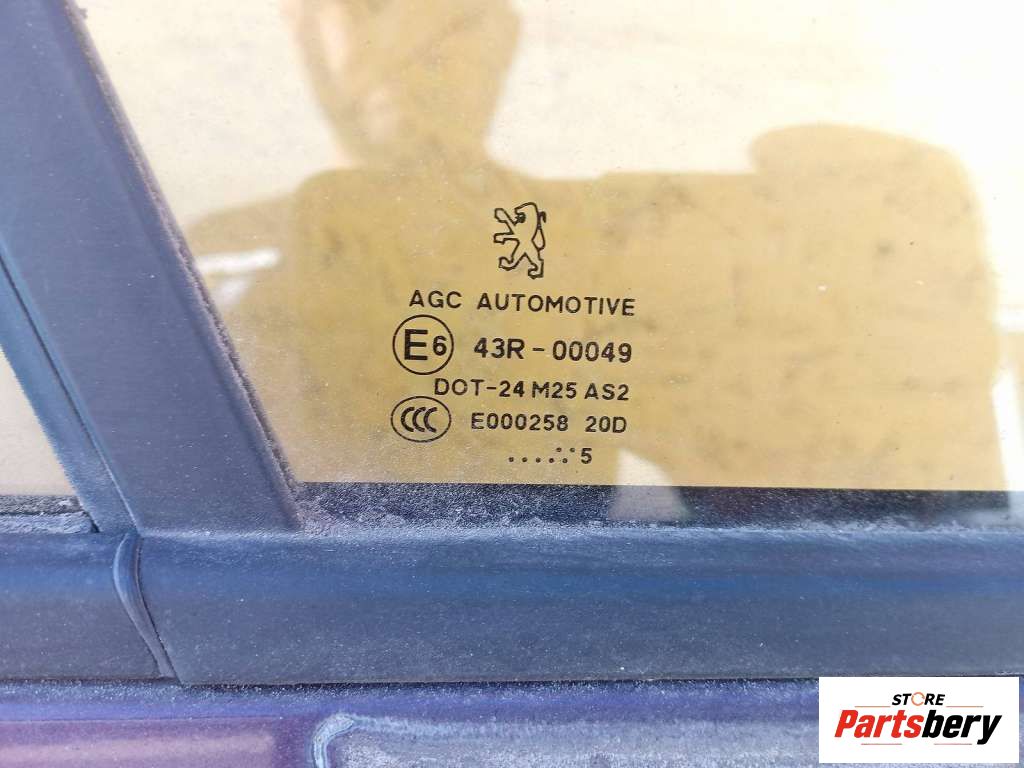 AGC AUTOMOTIVE
E6 43R-00049
DOT-24 M25 AS2
CCC E000258 20D
.....:·5
STORE
Partsbery